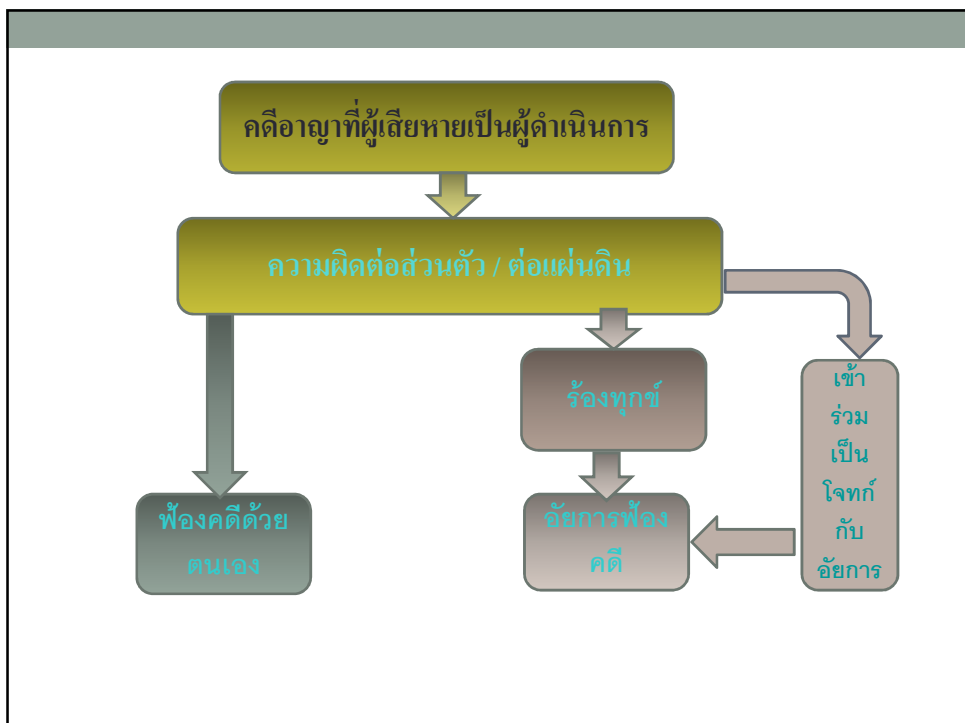 คดีอาญาที่ผู้เสียหายเป็นผู้ดำเนินการ
ความผิดต่อส่วนตัว / ต่อแผ่นดิน
ร้องทุกข์
เข้า
ร่วม
เป็น
โจทก์
กับ
อัยการ
ฟ้องคดีด้วย
ตนเอง
อัยการฟ้อง
คดี